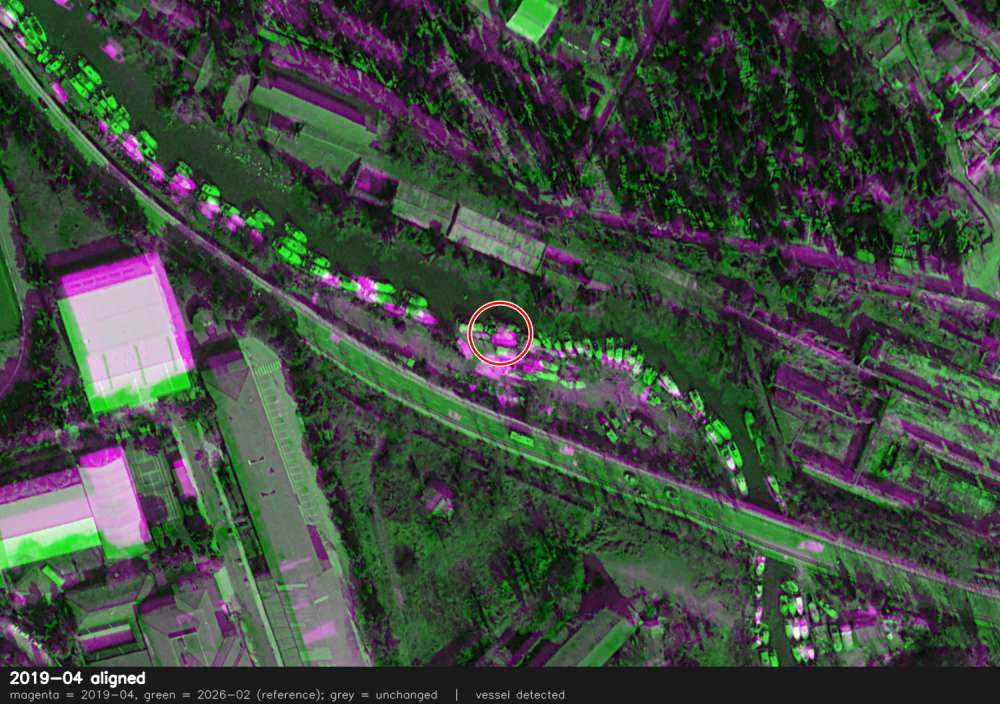 2019-04 aligned
magenta = 2019-04, green = 2026-02 (reference); grey = unchanged | vessel detected